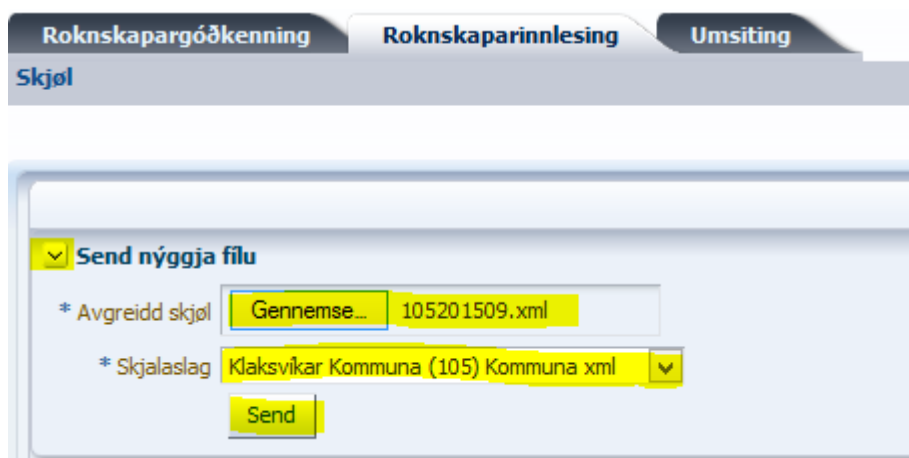 Roknskapargóðkenning Roknskaparinnlesing Umsiting
Skjøl
Send nýggja fílu
* Avgreidd skjøl Gennemse... 105201509.xml
* Skjalaslag Klaksvíkar Kommuna (105) Kommuna xml
Send